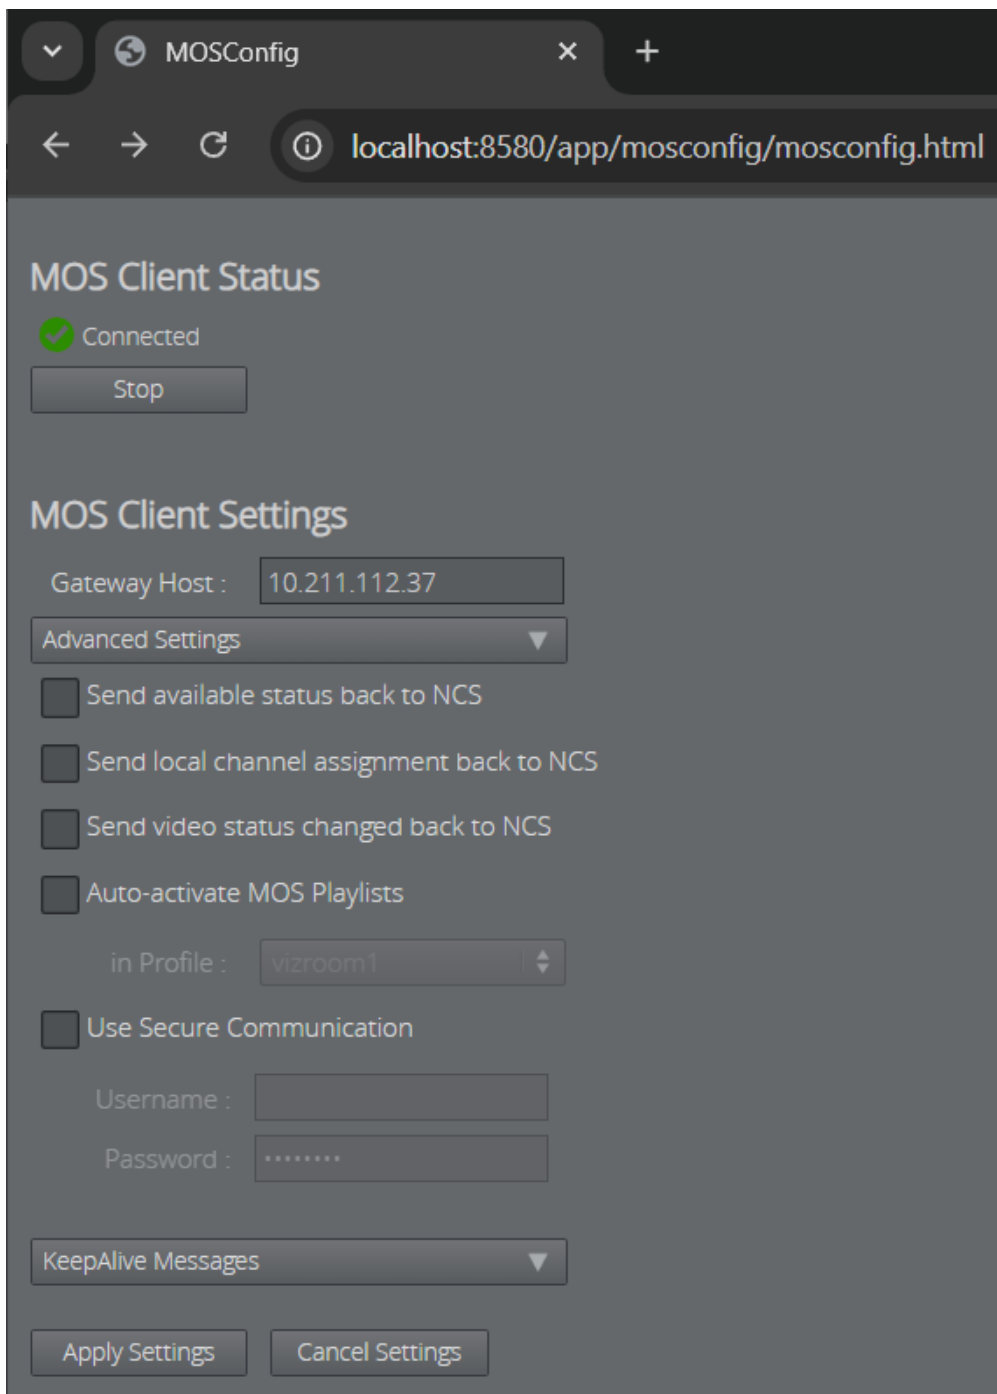 MOSConfig
localhost:8580/app/mosconfig/mosconfig.html
MOS Client Status
Connected
Stop
MOS Client Settings
Gateway Host : 10.211.112.37
Advanced Settings
Send available status back to NCS
Send local channel assignment back to NCS
Send video status changed back to NCS
Auto-activate MOS Playlists
in Profile : vizroom1
Use Secure Communication
Username :
Password : ••••••••
KeepAlive Messages
Apply Settings Cancel Settings